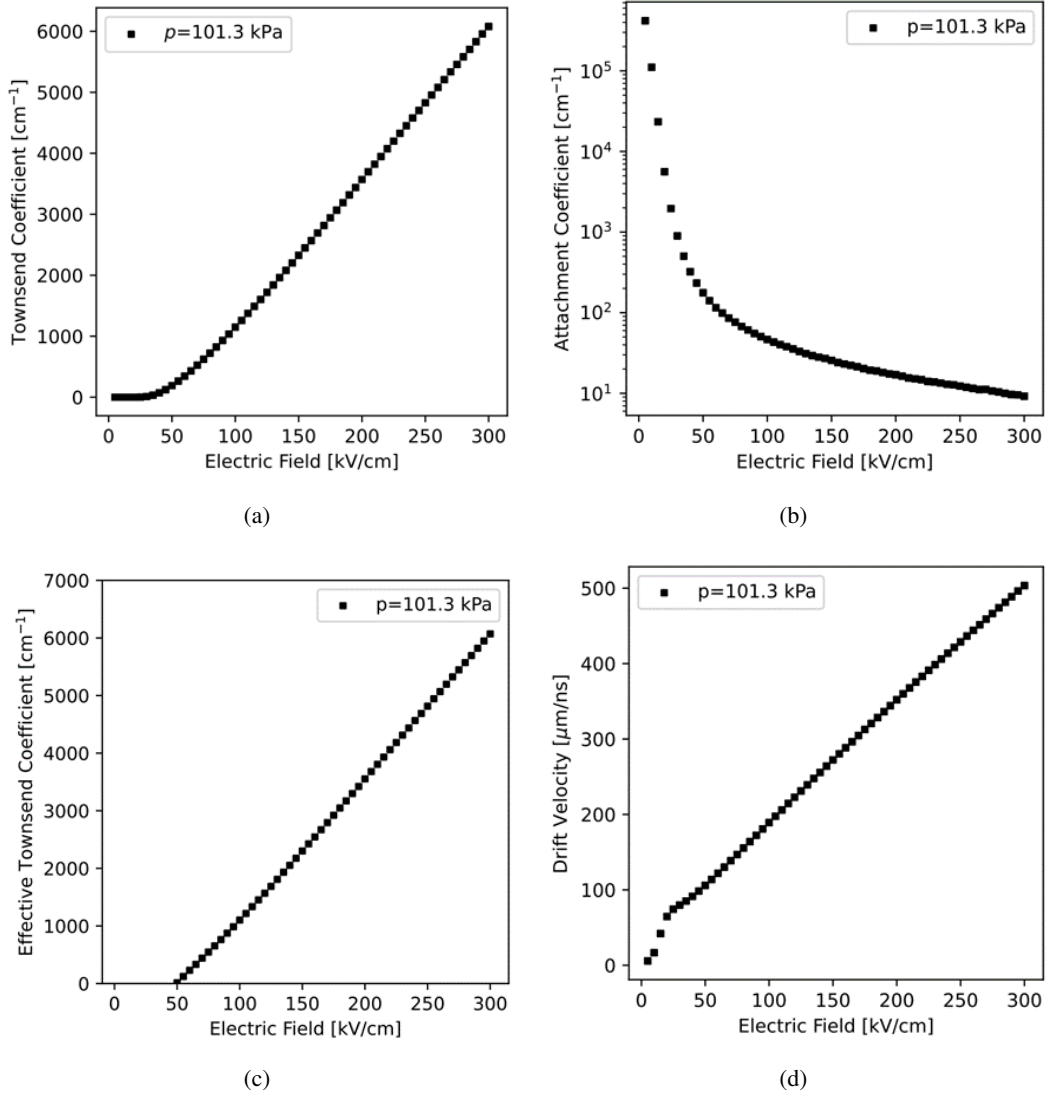 p=101.3 kPa
6000
5000
4000
3000
2000
1000
0
Townsend Coefficient [cm⁻¹]
0 50 100 150 200 250 300
Electric Field [kV/cm]
(a)
p=101.3 kPa
10⁵
10⁴
10³
10²
10¹
Attachment Coefficient [cm⁻¹]
0 50 100 150 200 250 300
Electric Field [kV/cm]
(b)
p=101.3 kPa
7000
6000
5000
4000
3000
2000
1000
0
Effective Townsend Coefficient [cm⁻¹]
0 50 100 150 200 250 300
Electric Field [kV/cm]
(c)
p=101.3 kPa
500
400
300
200
100
0
Drift Velocity [μm/ns]
0 50 100 150 200 250 300
Electric Field [kV/cm]
(d)